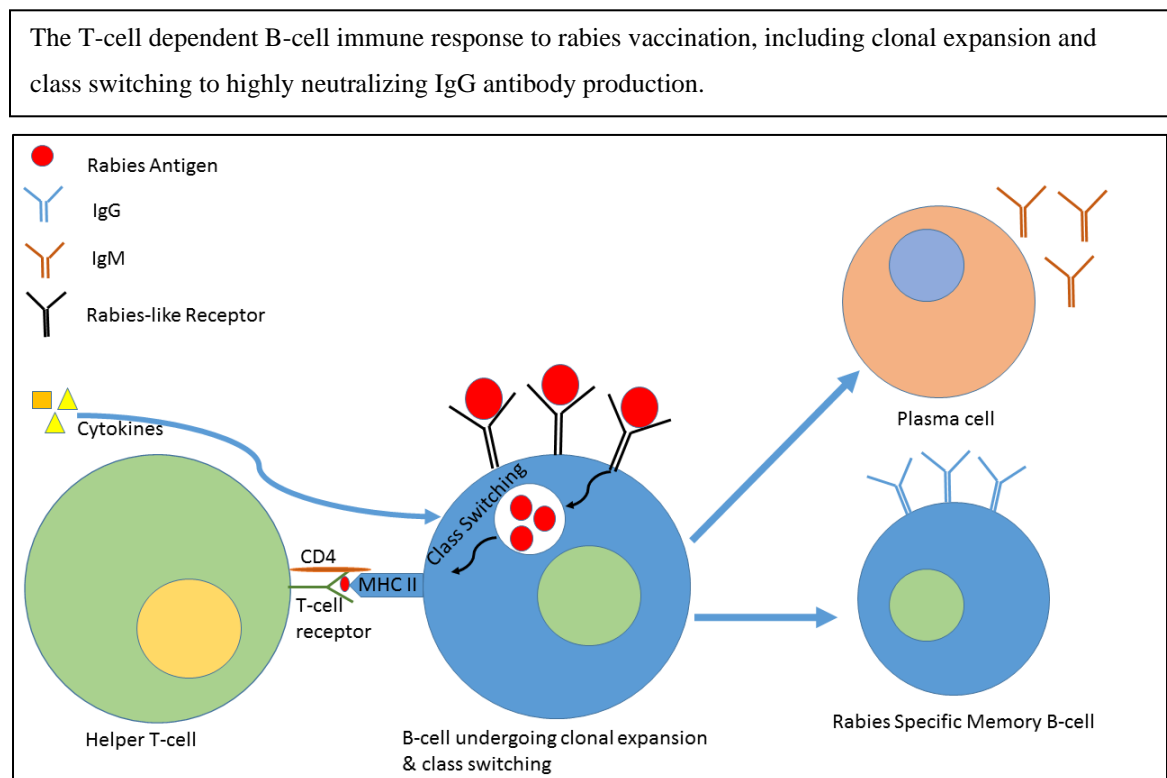 The T-cell dependent B-cell immune response to rabies vaccination, including clonal expansion and
class switching to highly neutralizing IgG antibody production.
Rabies Antigen
IgG
IgM
Rabies-like Receptor
Cytokines
Class Switching
CD4
MHC II
T-cell
receptor
Helper T-cell
B-cell undergoing clonal expansion
& class switching
Plasma cell
Rabies Specific Memory B-cell